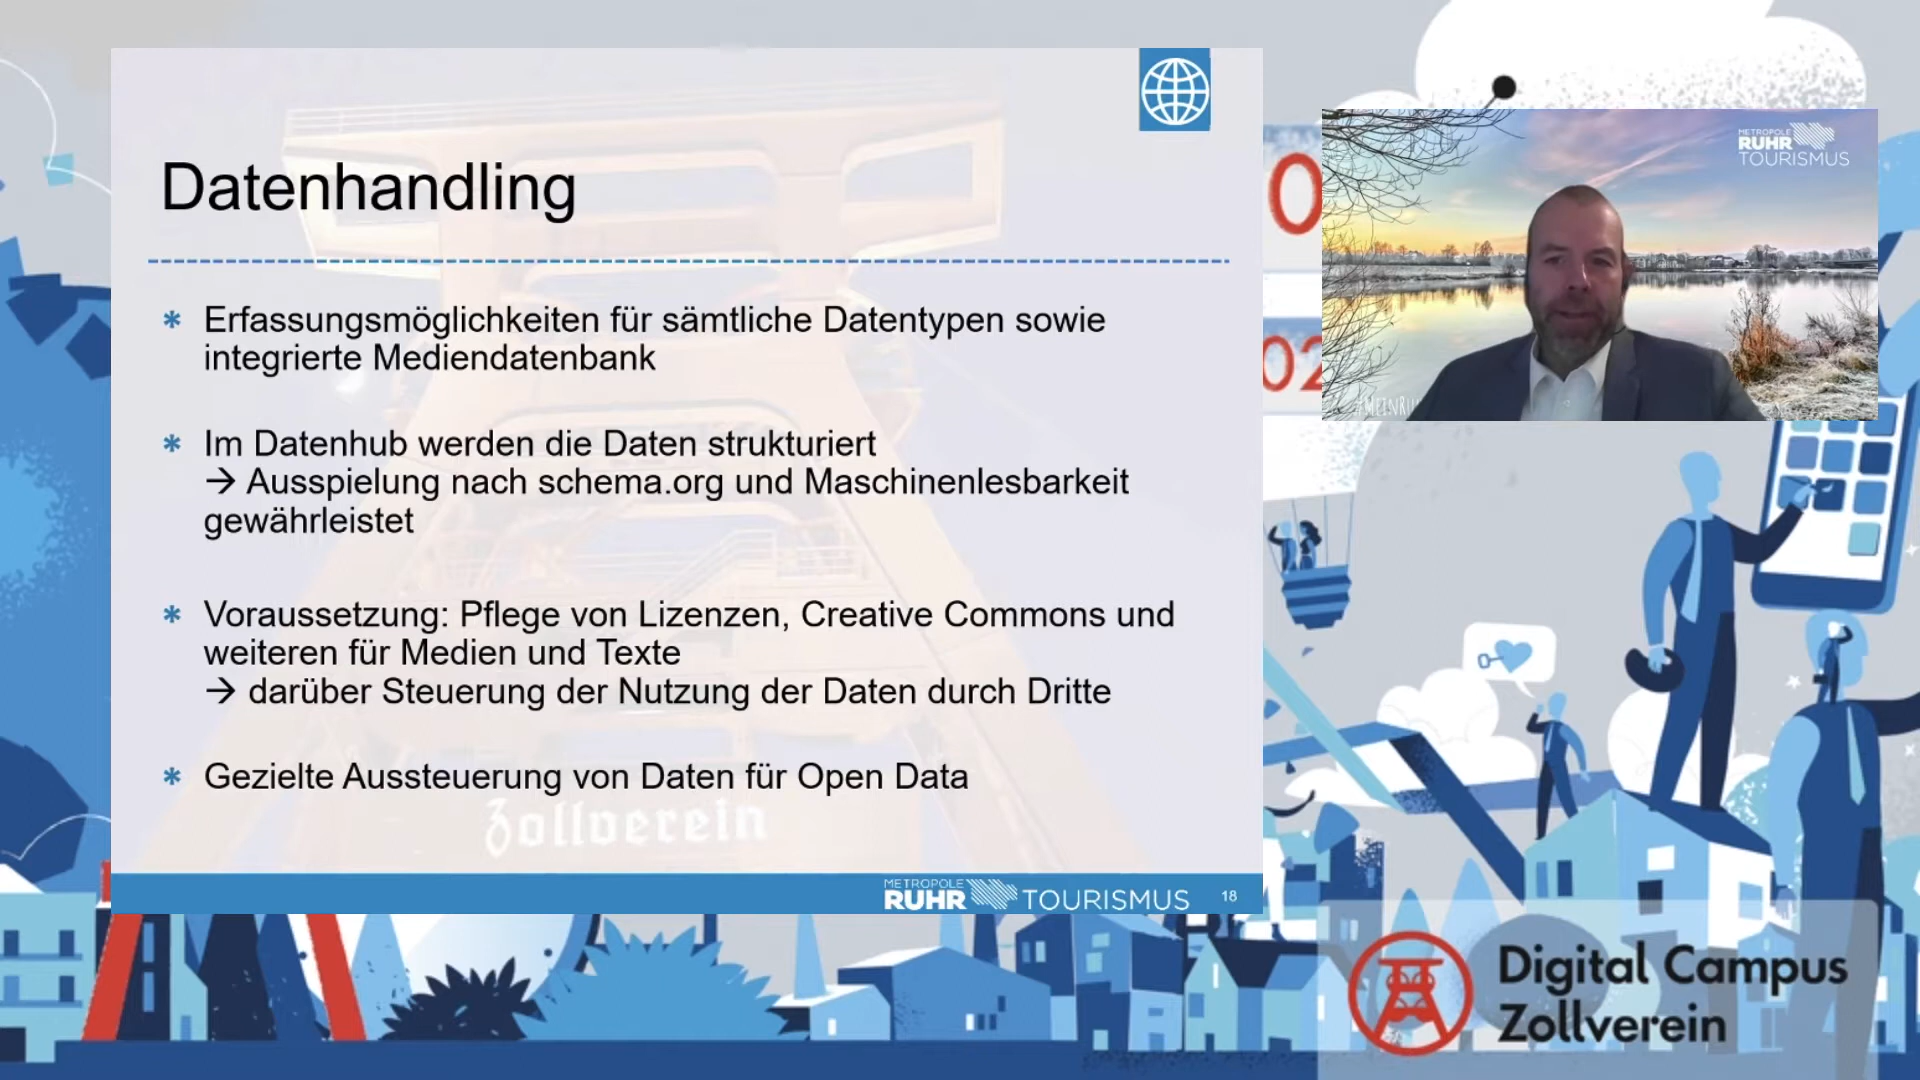 Datenhandling
* Erfassungsmöglichkeiten für sämtliche Datentypen sowie
integrierte Mediendatenbank
* Im Datenhub werden die Daten strukturiert
→ Ausspielung nach schema.org und Maschinenlesbarkeit
gewährleistet
* Voraussetzung: Pflege von Lizenzen, Creative Commons und
weiteren für Medien und Texte
→ darüber Steuerung der Nutzung der Daten durch Dritte
* Gezielte Aussteuerung von Daten für Open Data
Zollverein
METROPOLE
RUHR TOURISMUS
18
METROPOLE
RUHR
TOURISMUS
Digital Campus
Zollverein